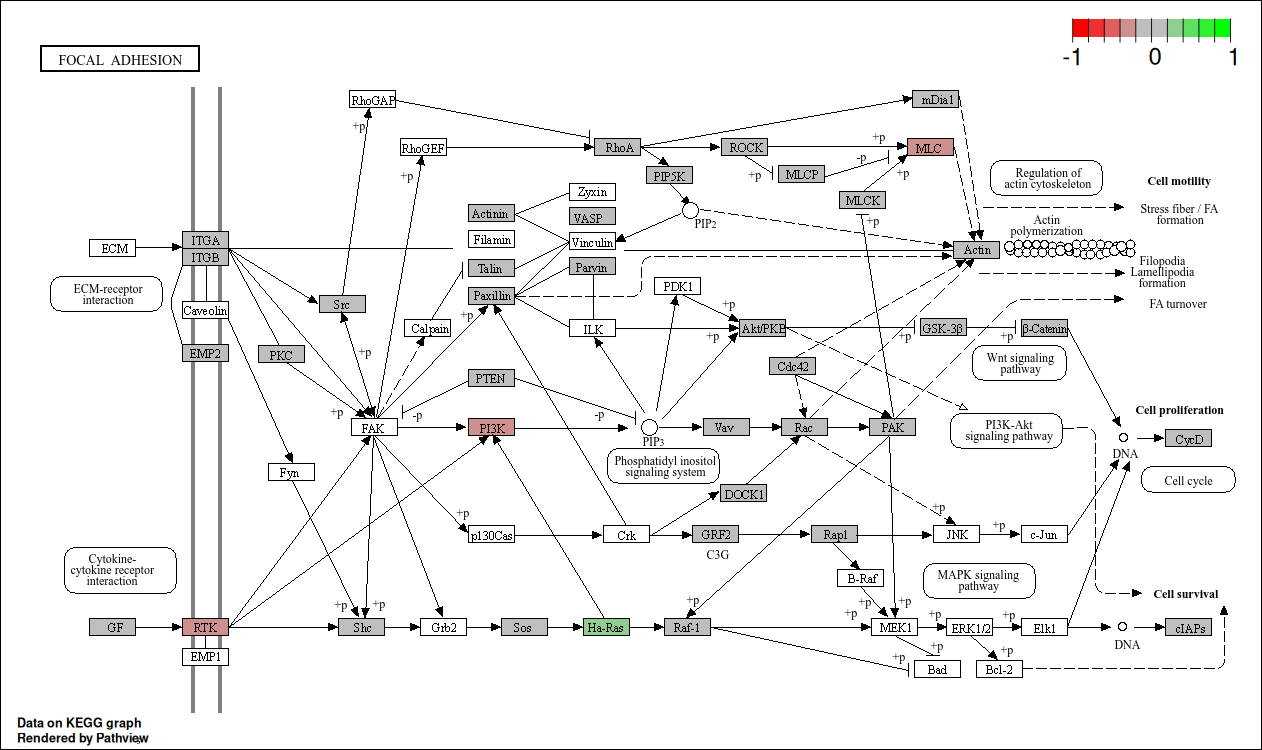 -1 0 1
FOCAL ADHESION
RhoGAP
mDia1
+p
RhoGEF
RhoA
ROCK
+p
MLC
-p
+p
PIP5K
+p
MLCP
+p
MLCK
+p
Regulation of
actin cytoskeleton
Cell motility
Zyxin
Actinin
VASP
PIP2
Stress fiber / FA
formation
Actin
polymerization
ITGA
ECM
Filamin
Vinculin
Actin
ITGB
Talin
Parvin
Filopodia
Lamellipodia
formation
ECM-receptor
interaction
Paxillin
PDK1
Src
Caveolin
+p
+p
FA turnover
Calpain
ILK
+p
Akt/PKB
GSK-3β
+p
β-Catenin
EMP2
PKC
+p
Wnt signaling
pathway
Cdc42
PTEN
+p
-p
-p
Cell proliferation
FAK
PI3K
PIP3
Vav
Rac
PAK
PI3K-Akt
signaling pathway
CycD
DNA
Phosphatidyl inositol
signaling system
Fyn
Cell cycle
DOCK1
+p
+p
+p
p130Cas
Crk
GRF2
Rap1
JNK
c-Jun
C3G
Cytokine-
cytokine receptor
interaction
B-Raf
MAPK signaling
pathway
Cell survival
+p
+p
+p
+p
+p
+p
+p
+p
GF
RTK
Shc
Grb2
Sos
Ha-Ras
Raf-1
MEK1
ERK1/2
Elk1
DNA
cIAPs
EMP1
+p
+p
+p
Bad
Bcl-2
Data on KEGG graph
Rendered by Pathview